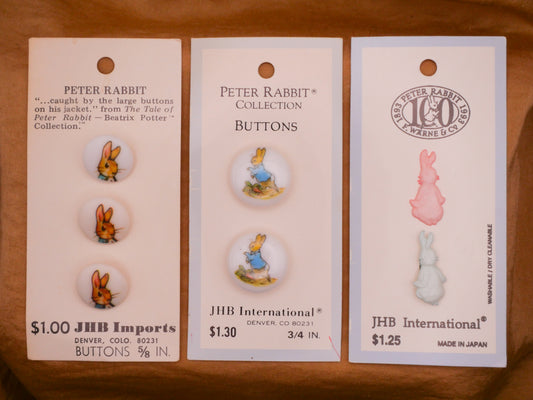 PETER RABBIT
"...caught by the large buttons
on his jacket." from The Tale of
Peter Rabbit — Beatrix Potter™
Collection.™
$1.00 JHB Imports
DENVER, COLO. 80231
BUTTONS 5/8 IN.
PETER RABBIT®
COLLECTION
BUTTONS
JHB International®
DENVER, CO 80231
$1.30 3/4 IN.
1893 PETER RABBIT 1993
100
F. WARNE & CO
WASHABLE / DRY CLEANABLE
JHB International®
$1.25 MADE IN JAPAN